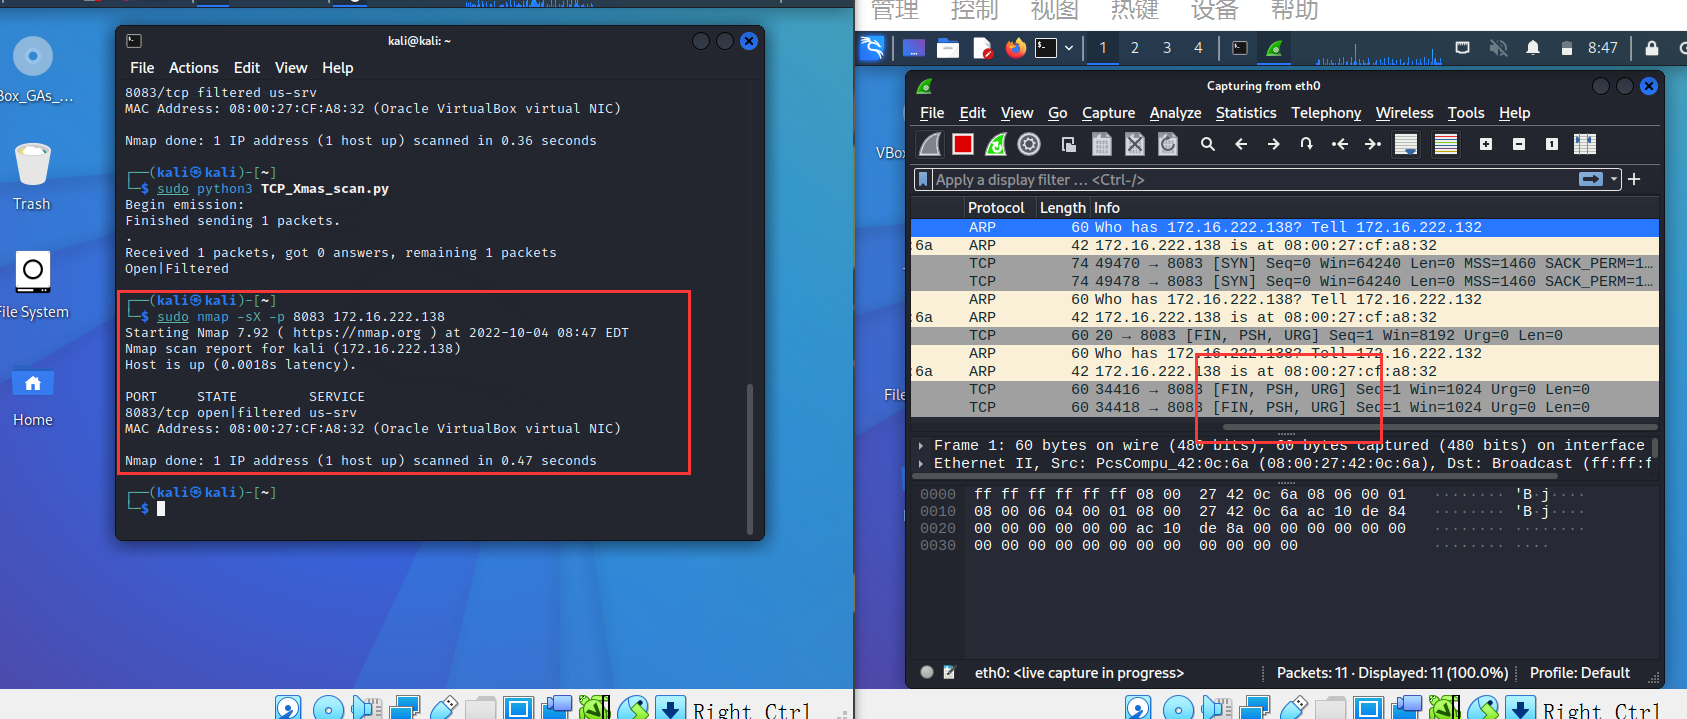 kali@kali: ~
File Actions Edit View Help
8083/tcp filtered us-srv
MAC Address: 08:00:27:CF:A8:32 (Oracle VirtualBox virtual NIC)
Nmap done: 1 IP address (1 host up) scanned in 0.36 seconds
┌──(kali㉿kali)-[~]
└─$ sudo python3 TCP_Xmas_scan.py
Begin emission:
Finished sending 1 packets.
.
Received 1 packets, got 0 answers, remaining 1 packets
Open|Filtered
┌──(kali㉿kali)-[~]
└─$ sudo nmap -sX -p 8083 172.16.222.138
Starting Nmap 7.92 ( https://nmap.org ) at 2022-10-04 08:47 EDT
Nmap scan report for kali (172.16.222.138)
Host is up (0.0018s latency).
PORT STATE SERVICE
8083/tcp open|filtered us-srv
MAC Address: 08:00:27:CF:A8:32 (Oracle VirtualBox virtual NIC)
Nmap done: 1 IP address (1 host up) scanned in 0.47 seconds
┌──(kali㉿kali)-[~]
└─$
Box_GAs_...
Trash
File System
Home
Right Ctrl
管理 控制 视图 热键 设备 帮助
1 2 3 4
8:47
VBox
File
Capturing from eth0
File Edit View Go Capture Analyze Statistics Telephony Wireless Tools Help
Apply a display filter ... <Ctrl-/>
Protocol Length Info
ARP 60 Who has 172.16.222.138? Tell 172.16.222.132
:6a ARP 42 172.16.222.138 is at 08:00:27:cf:a8:32
TCP 74 49470 → 8083 [SYN] Seq=0 Win=64240 Len=0 MSS=1460 SACK_PERM=1...
TCP 74 49478 → 8083 [SYN] Seq=0 Win=64240 Len=0 MSS=1460 SACK_PERM=1...
ARP 60 Who has 172.16.222.138? Tell 172.16.222.132
:6a ARP 42 172.16.222.138 is at 08:00:27:cf:a8:32
TCP 60 20 → 8083 [FIN, PSH, URG] Seq=1 Win=8192 Urg=0 Len=0
ARP 60 Who has 172.16.222.138? Tell 172.16.222.132
:6a ARP 42 172.16.222.138 is at 08:00:27:cf:a8:32
TCP 60 34416 → 8083 [FIN, PSH, URG] Seq=1 Win=1024 Urg=0 Len=0
TCP 60 34418 → 8083 [FIN, PSH, URG] Seq=1 Win=1024 Urg=0 Len=0
Frame 1: 60 bytes on wire (480 bits), 60 bytes captured (480 bits) on interface
Ethernet II, Src: PcsCompu_42:0c:6a (08:00:27:42:0c:6a), Dst: Broadcast (ff:ff:f
0000 ff ff ff ff ff ff 08 00 27 42 0c 6a 08 06 00 01 ········ 'B·j····
0010 08 00 06 04 00 01 08 00 27 42 0c 6a ac 10 de 84 ········ 'B·j····
0020 00 00 00 00 00 00 ac 10 de 8a 00 00 00 00 00 00 ········ ········
0030 00 00 00 00 00 00 00 00 00 00 00 00 ········ ····
eth0: <live capture in progress> Packets: 11 · Displayed: 11 (100.0%) Profile: Default
Right Ctrl